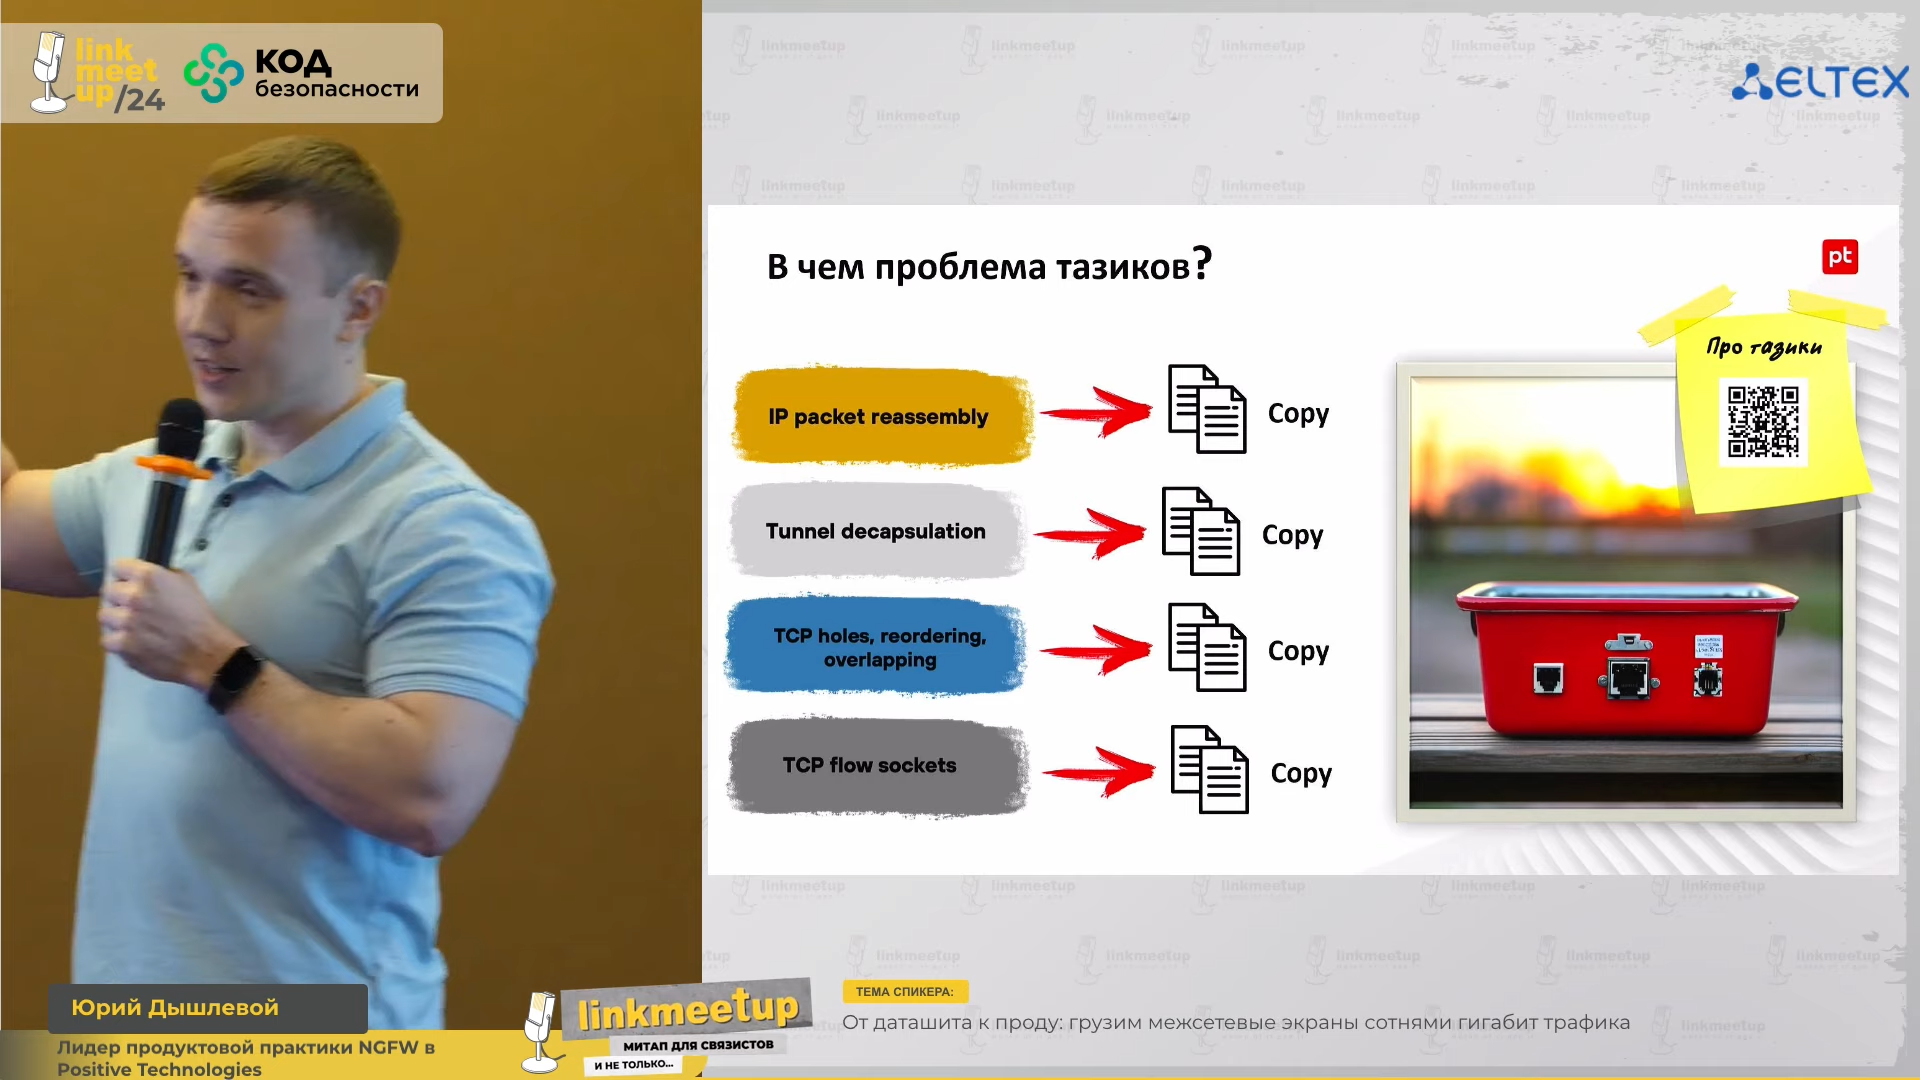 link
meet
up/24
КОД
безопасности
ELTEX
В чем проблема тазиков?
pt
Про тазики
IP packet reassembly
Copy
Tunnel decapsulation
Copy
TCP holes, reordering,
overlapping
Copy
TCP flow sockets
Copy
Юрий Дышлевой
Лидер продуктовой практики NGFW в
Positive Technologies
linkmeetup
МИТАП ДЛЯ СВЯЗИСТОВ
И НЕ ТОЛЬКО...
ТЕМА СПИКЕРА:
От даташита к проду: грузим межсетевые экраны сотнями гигабит трафика